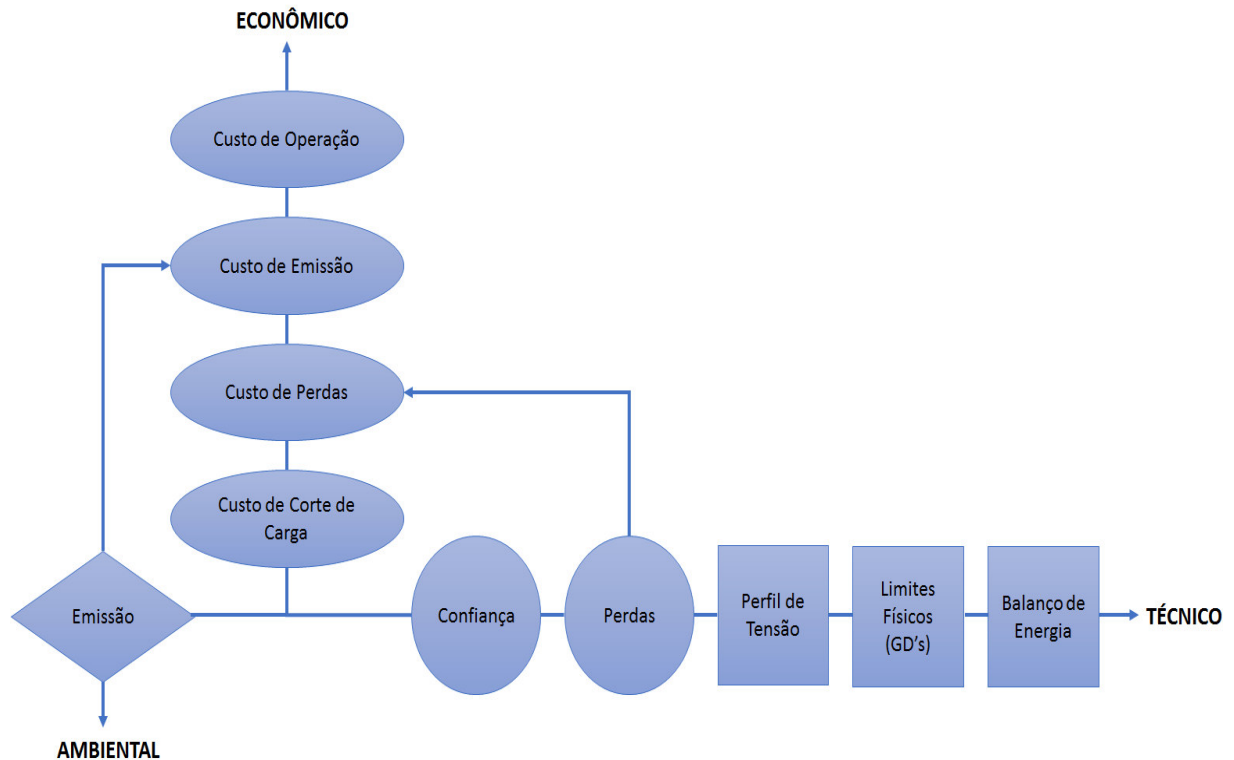 ECONÔMICO
Custo de Operação
Custo de Emissão
Custo de Perdas
Custo de Corte de
Carga
Emissão
Confiança
Perdas
Perfil de
Tensão
Limites
Físicos
(GD's)
Balanço de
Energia
TÉCNICO
AMBIENTAL